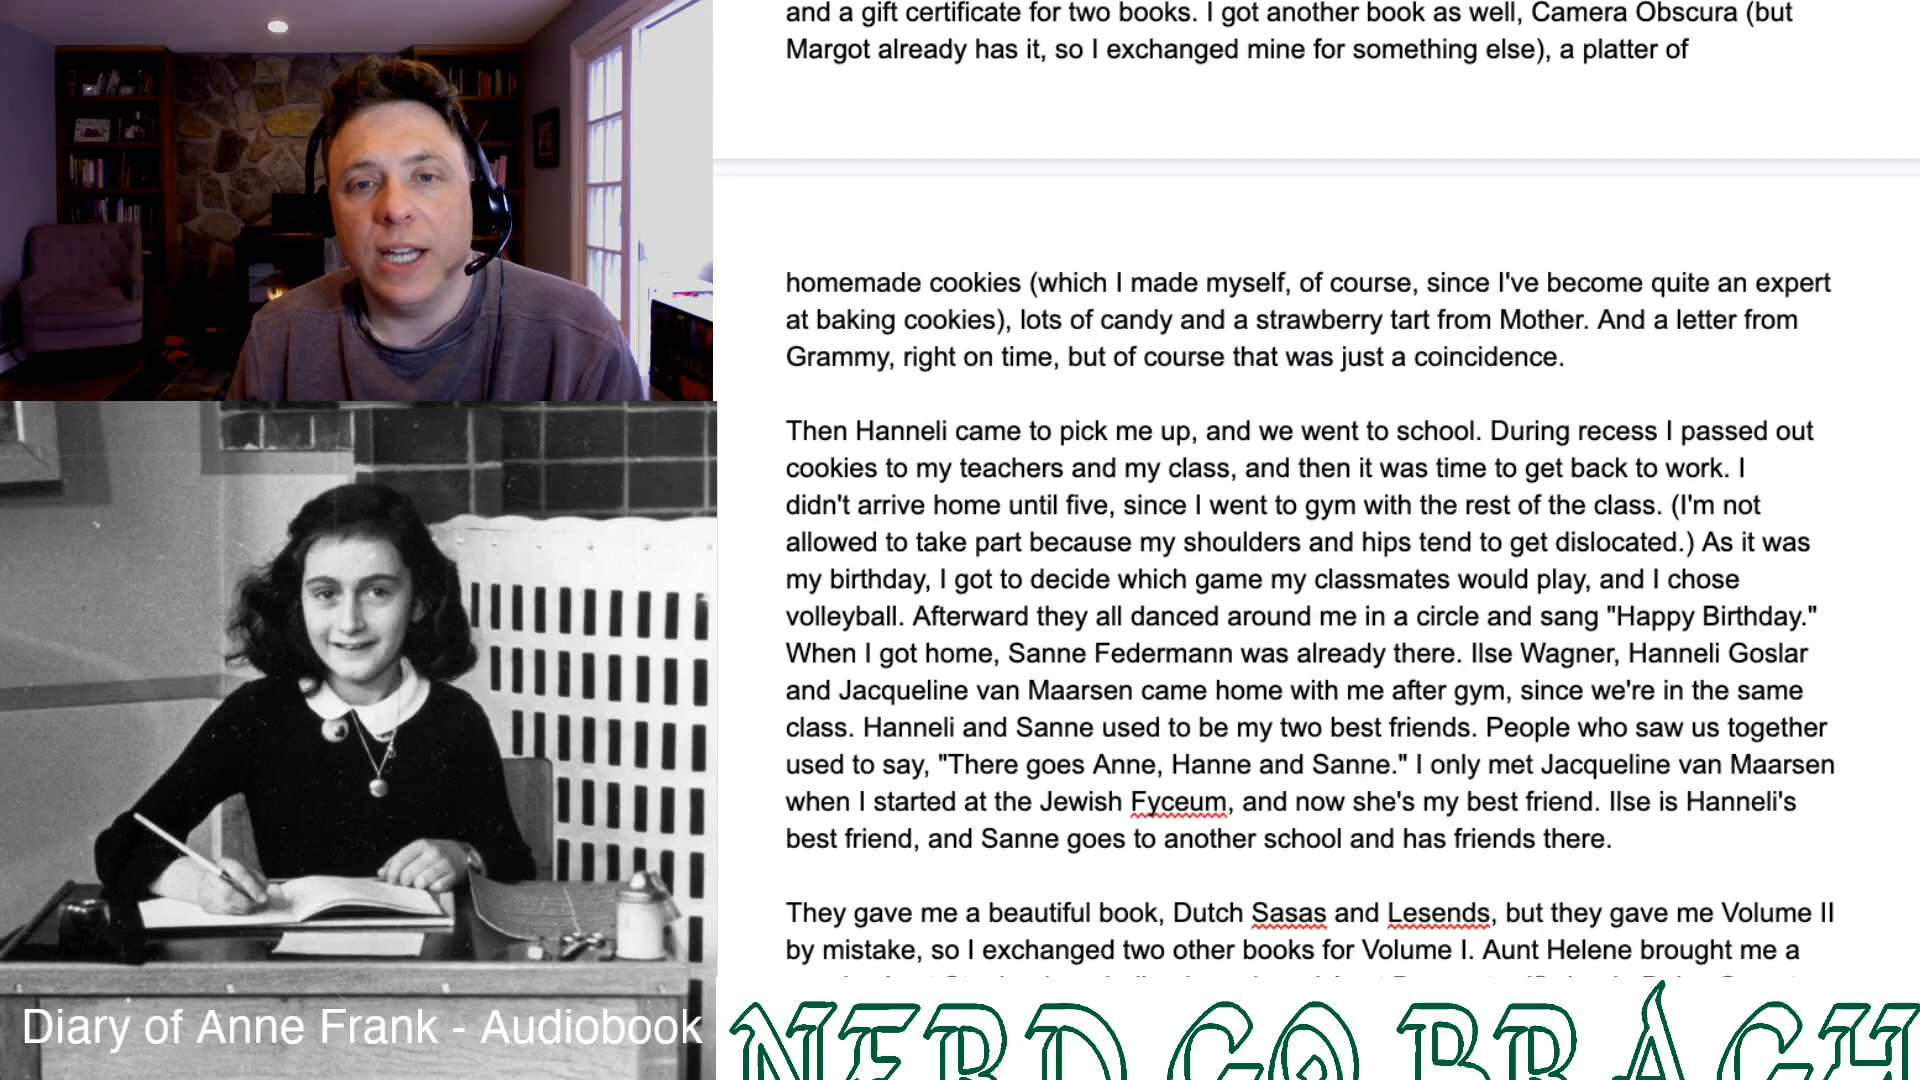 and a gift certificate for two books. I got another book as well, Camera Obscura (but
Margot already has it, so I exchanged mine for something else), a platter of
homemade cookies (which I made myself, of course, since I've become quite an expert
at baking cookies), lots of candy and a strawberry tart from Mother. And a letter from
Grammy, right on time, but of course that was just a coincidence.
Then Hanneli came to pick me up, and we went to school. During recess I passed out
cookies to my teachers and my class, and then it was time to get back to work. I
didn't arrive home until five, since I went to gym with the rest of the class. (I'm not
allowed to take part because my shoulders and hips tend to get dislocated.) As it was
my birthday, I got to decide which game my classmates would play, and I chose
volleyball. Afterward they all danced around me in a circle and sang "Happy Birthday."
When I got home, Sanne Federmann was already there. Ilse Wagner, Hanneli Goslar
and Jacqueline van Maarsen came home with me after gym, since we're in the same
class. Hanneli and Sanne used to be my two best friends. People who saw us together
used to say, "There goes Anne, Hanne and Sanne." I only met Jacqueline van Maarsen
when I started at the Jewish Fyceum, and now she's my best friend. Ilse is Hanneli's
best friend, and Sanne goes to another school and has friends there.
They gave me a beautiful book, Dutch Sasas and Lesends, but they gave me Volume II
by mistake, so I exchanged two other books for Volume I. Aunt Helene brought me a
Diary of Anne Frank - Audiobook
NERD GO BRAGH